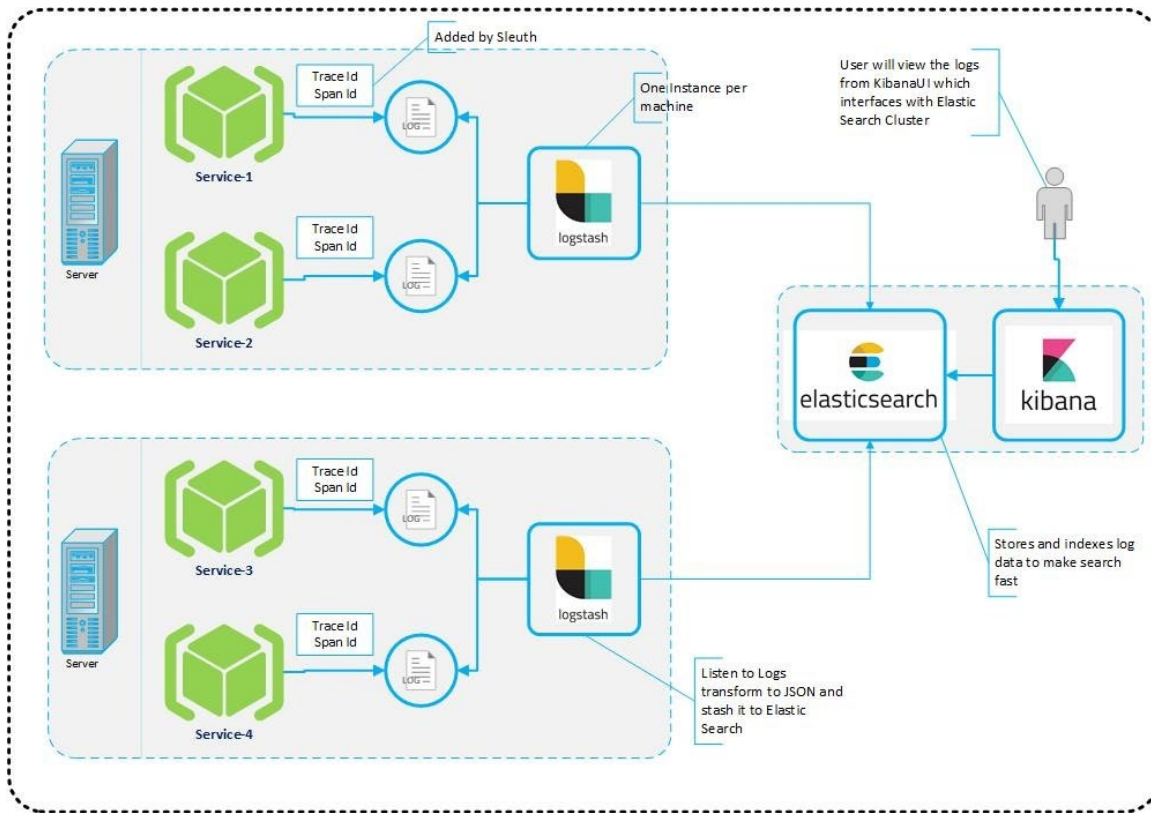 Added by Sleuth
Trace Id
Span Id
LOG
Service-1
One Instance per
machine
logstash
Server
Trace Id
Span Id
LOG
Service-2
User will view the logs
from KibanaUI which
interfaces with Elastic
Search Cluster
elasticsearch
kibana
Stores and indexes log
data to make search
fast
Trace Id
Span Id
LOG
Service-3
logstash
Server
Trace Id
Span Id
LOG
Service-4
Listen to Logs
transform to JSON and
stash it to Elastic
Search